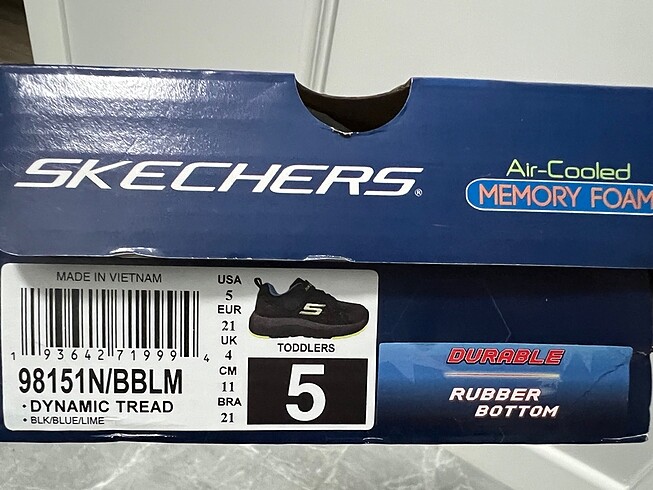 SKECHERS®
Air-Cooled
MEMORY FOAM
MADE IN VIETNAM
1 93642 71999 4
98151N/BBLM
• DYNAMIC TREAD
• BLK/BLUE/LIME
USA
5
EUR
21
UK
4
CM
11
BRA
21
S
TODDLERS
5
DURABLE
RUBBER
BOTTOM